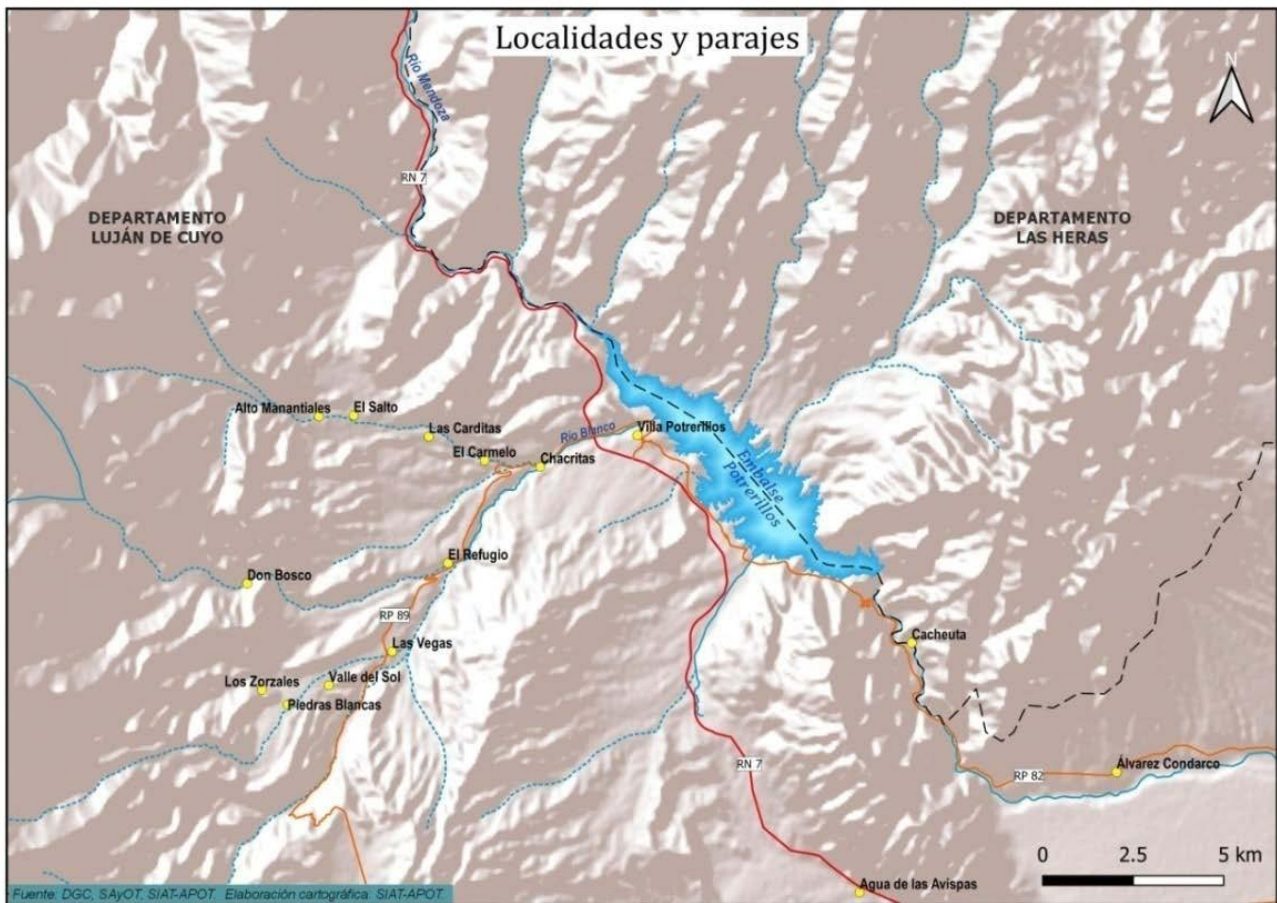 Localidades y parajes
N
Río Mendoza
RN 7
DEPARTAMENTO
LUJÁN DE CUYO
DEPARTAMENTO
LAS HERAS
Alto Manantiales
El Salto
Las Carditas
El Carmelo
Chacritas
Río Blanco
Villa Potrerillos
Embalse
Potrerillos
Don Bosco
El Refugio
RP 89
Las Vegas
Los Zorzales
Valle del Sol
Piedras Blancas
Cacheuta
RN 7
RP 82
Álvarez Condarco
Agua de las Avispas
0 2.5 5 km
Fuente: DGC, SAyOT, SIAT-APOT. Elaboración cartográfica: SIAT-APOT.